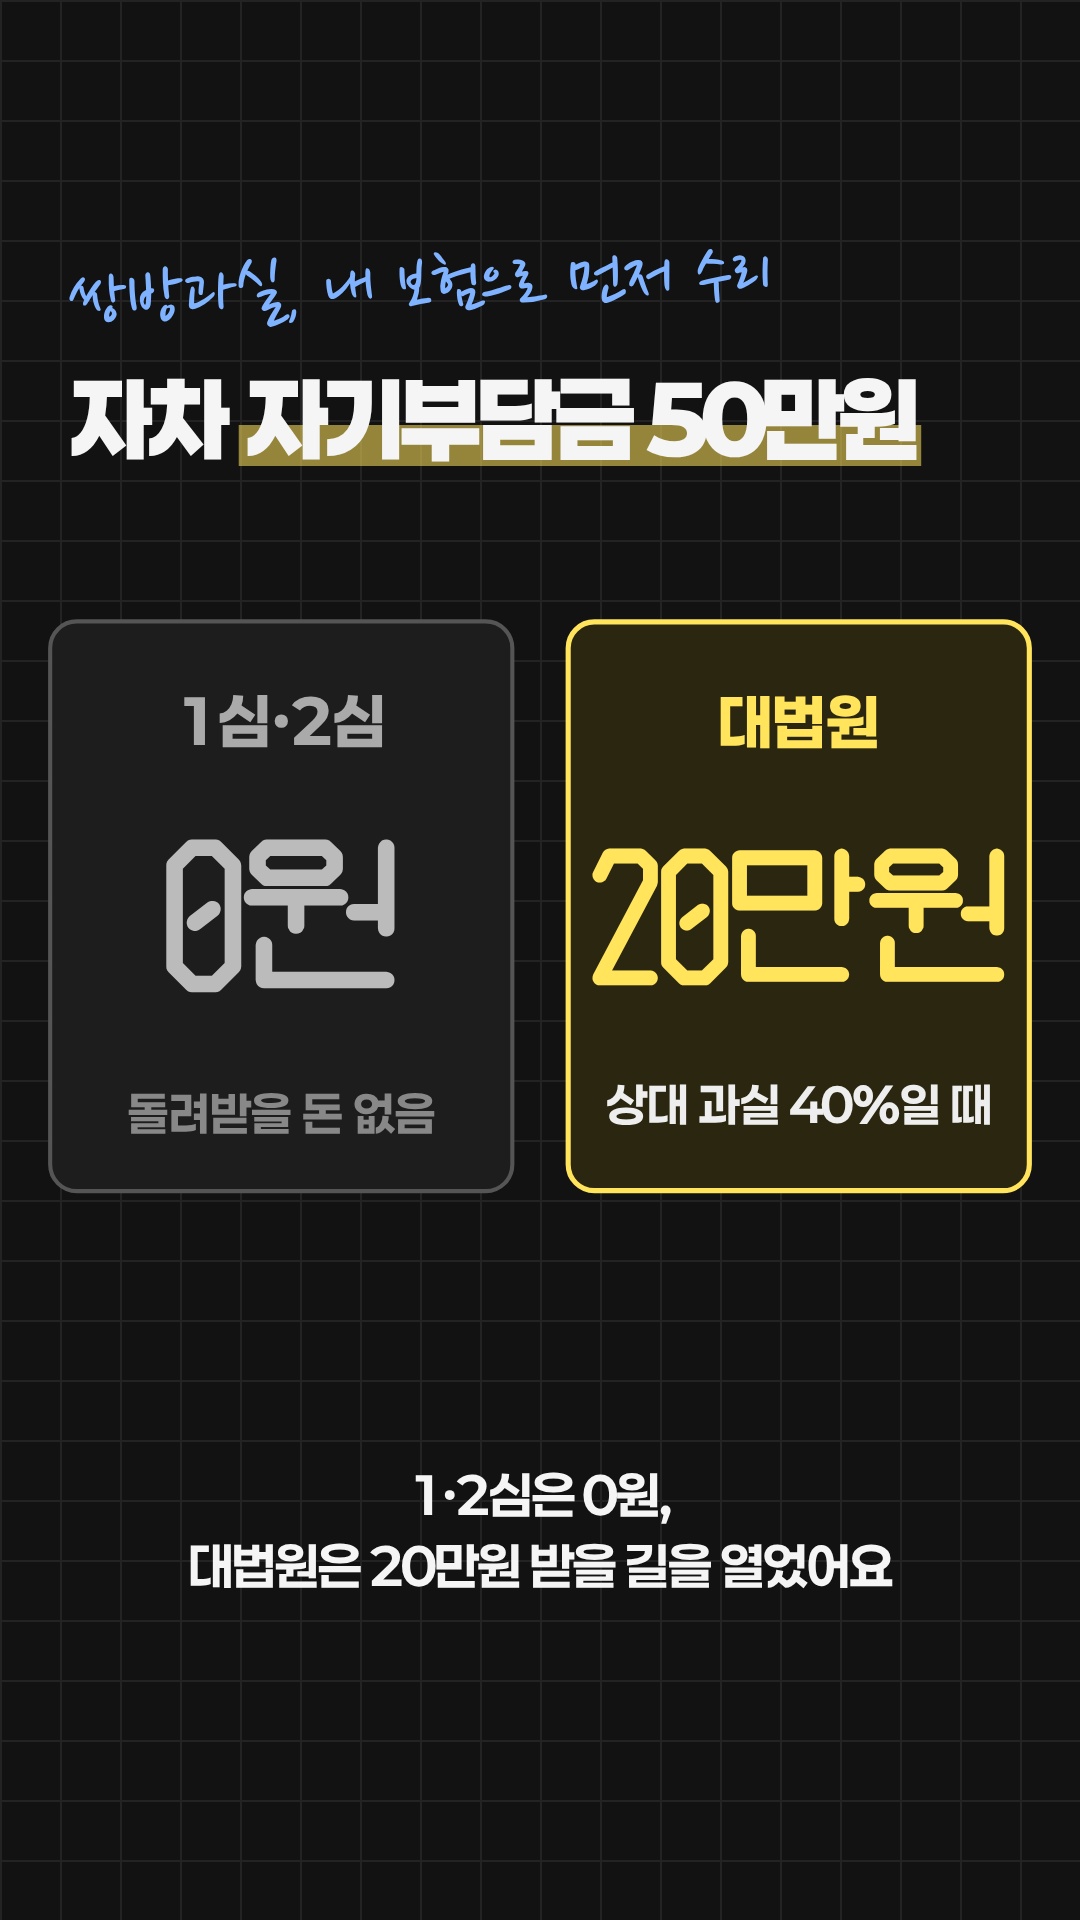 쌍방과실, 내 보험으로 먼저 수리
자차 자기부담금 50만원
1심·2심
0원
돌려받을 돈 없음
대법원
20만원
상대 과실 40%일 때
1·2심은 0원,
대법원은 20만원 받을 길을 열었어요